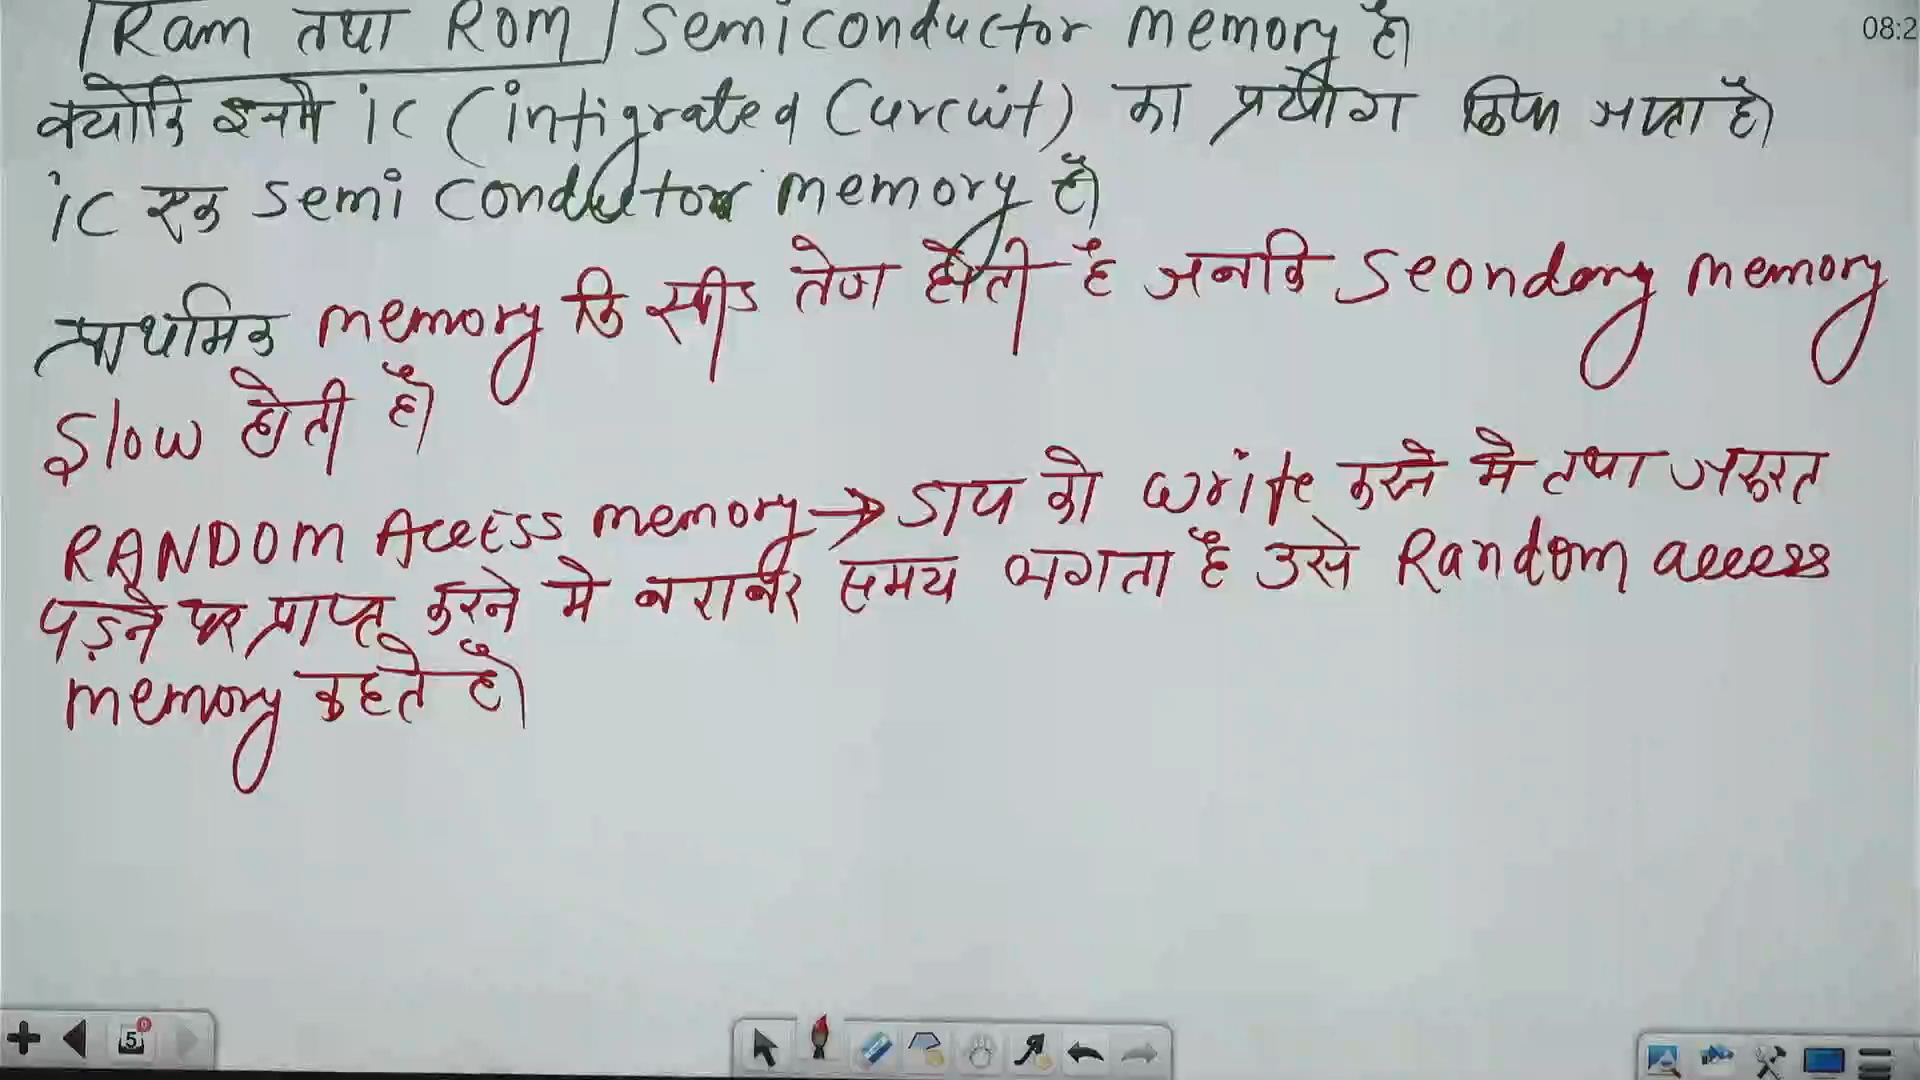 Ram तथा Rom Semiconductor memory है।
08:2
क्योकि इनमे ic (intigrated Curcuit) का प्रयोग किया जाता है।
ic एक semi conductor memory है।
प्राथमिक memory कि स्पीड तेज होती है जबकि Seondary memory
Slow होती है।
RANDOM ACCESS memory → डाटा को write करने मे तथा जरूरत
पड़ने पर प्राप्त करने मे बराबर समय लगता है उसे Random access
memory कहते है।
5
0